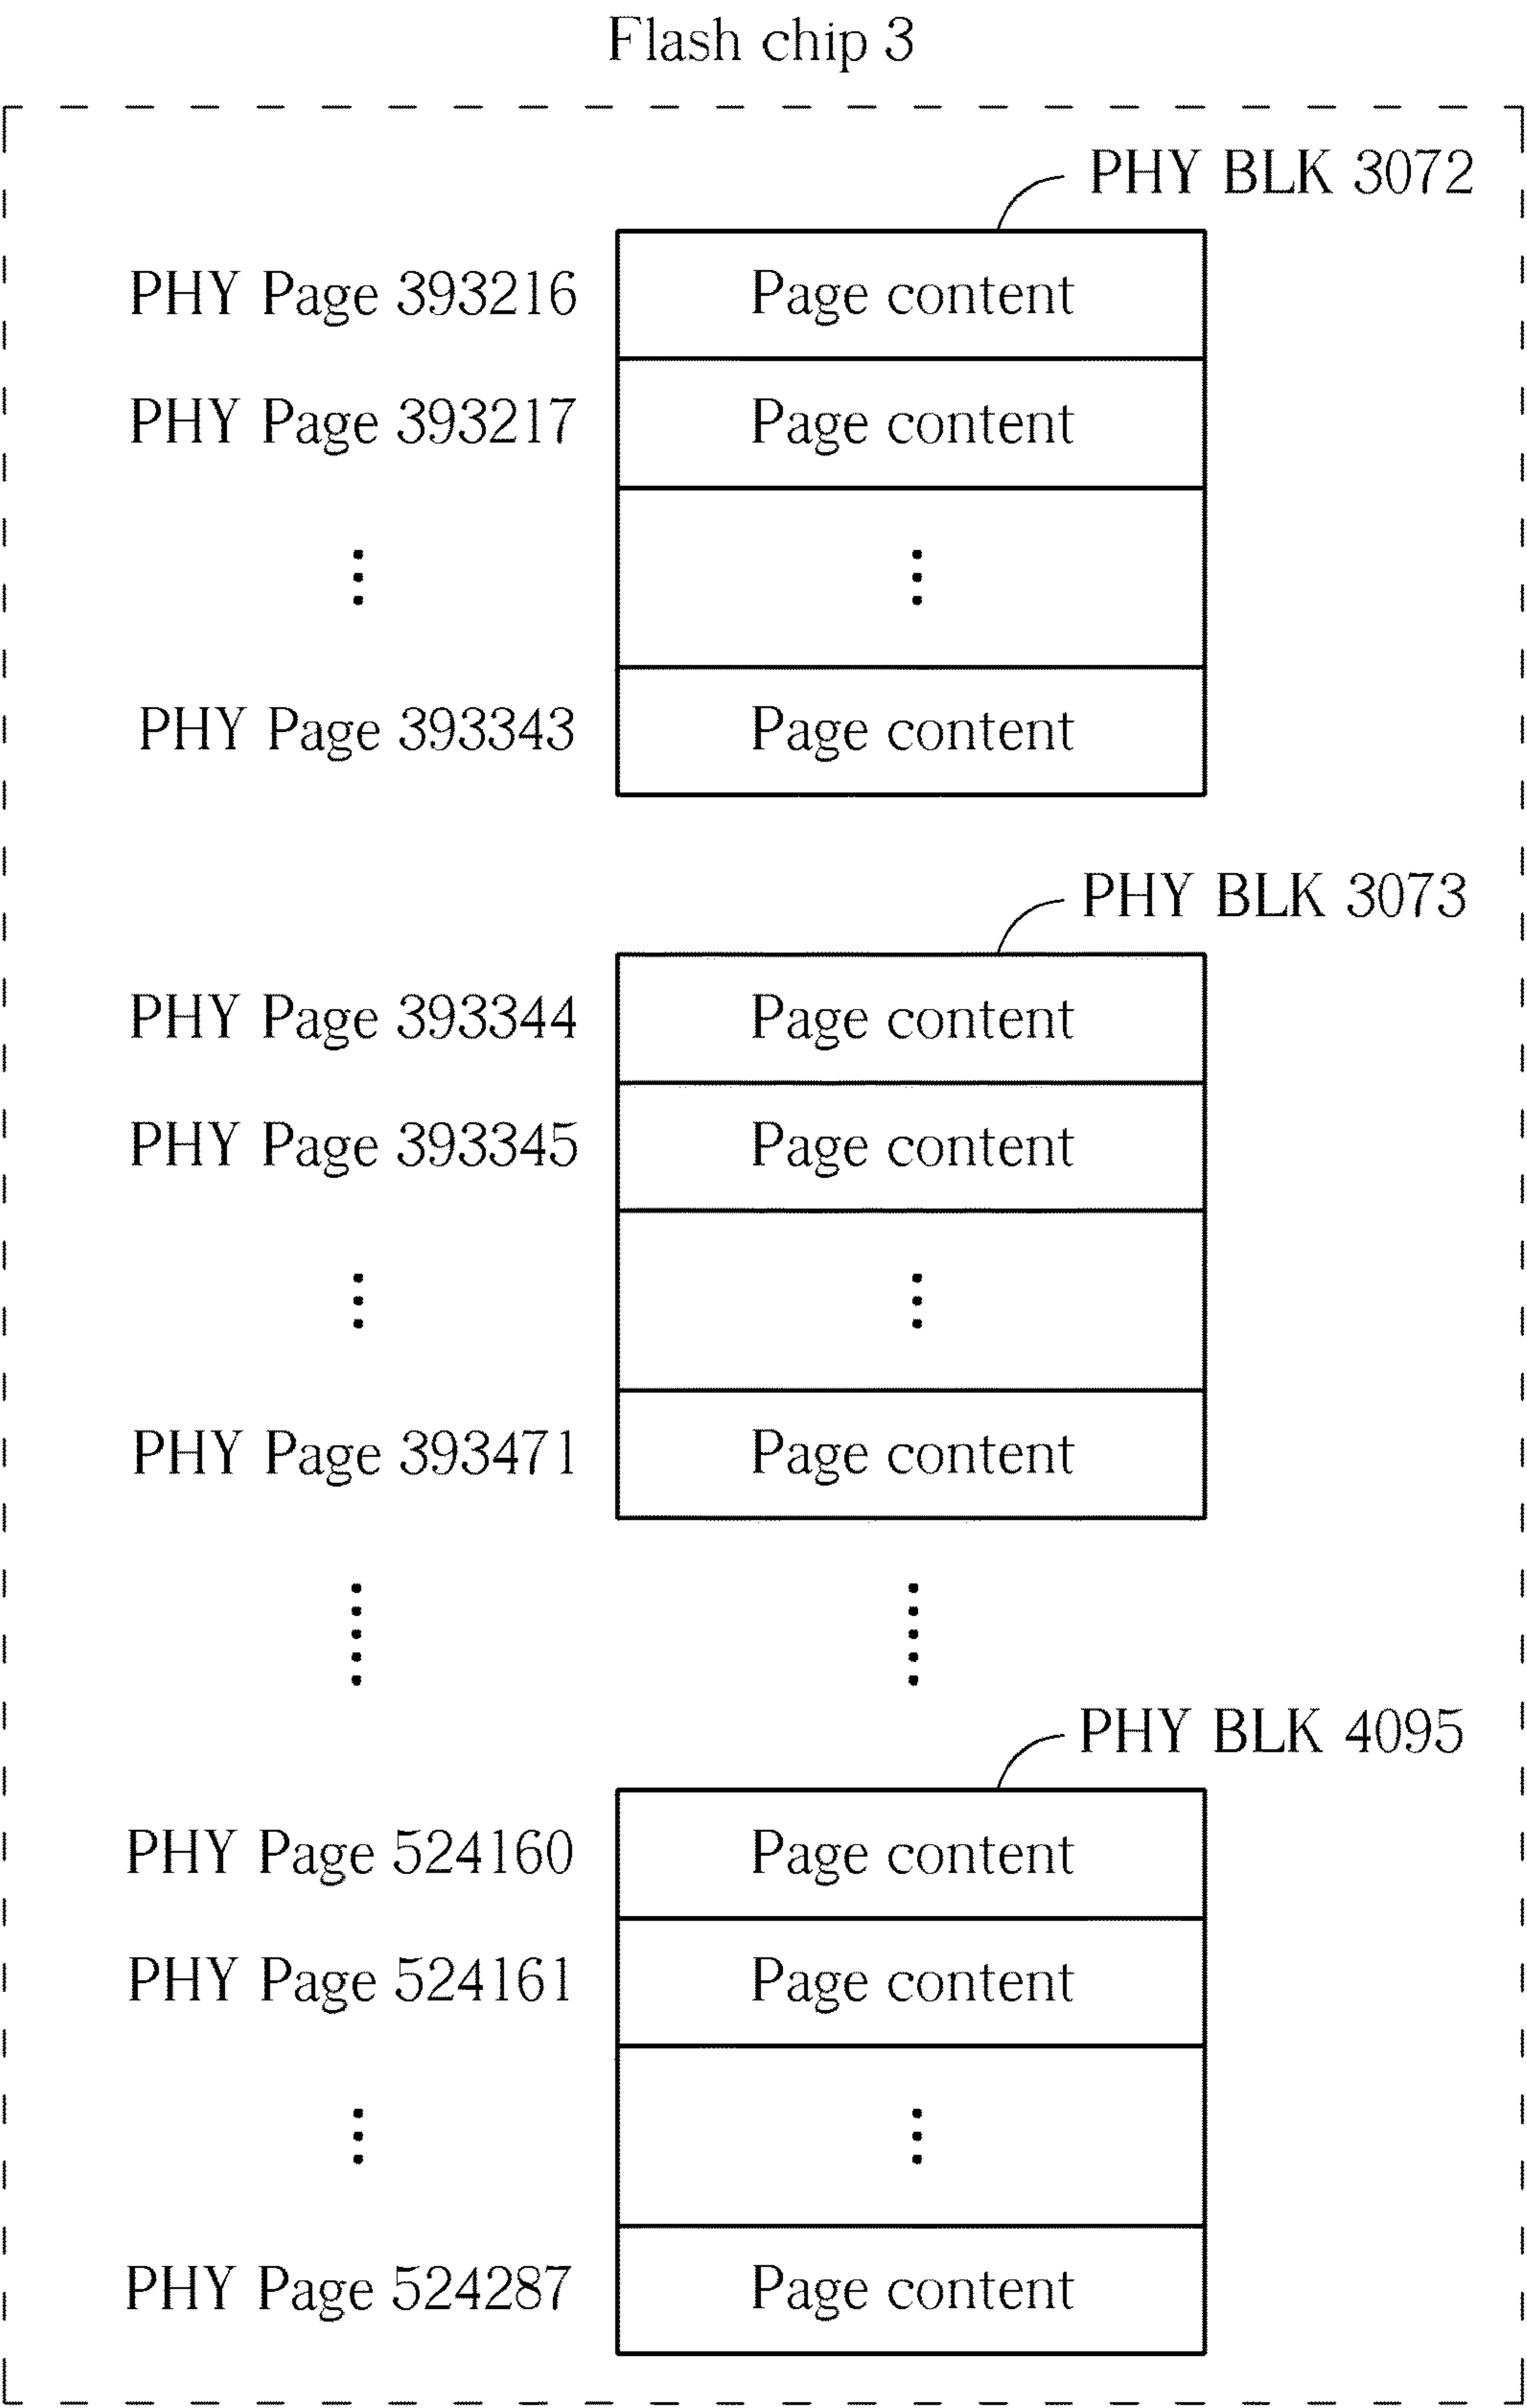 Flash chip 3
PHY BLK 3072
PHY Page 393216 Page content
PHY Page 393217 Page content
PHY Page 393343 Page content
PHY BLK 3073
PHY Page 393344 Page content
PHY Page 393345 Page content
PHY Page 393471 Page content
PHY BLK 4095
PHY Page 524160 Page content
PHY Page 524161 Page content
PHY Page 524287 Page content